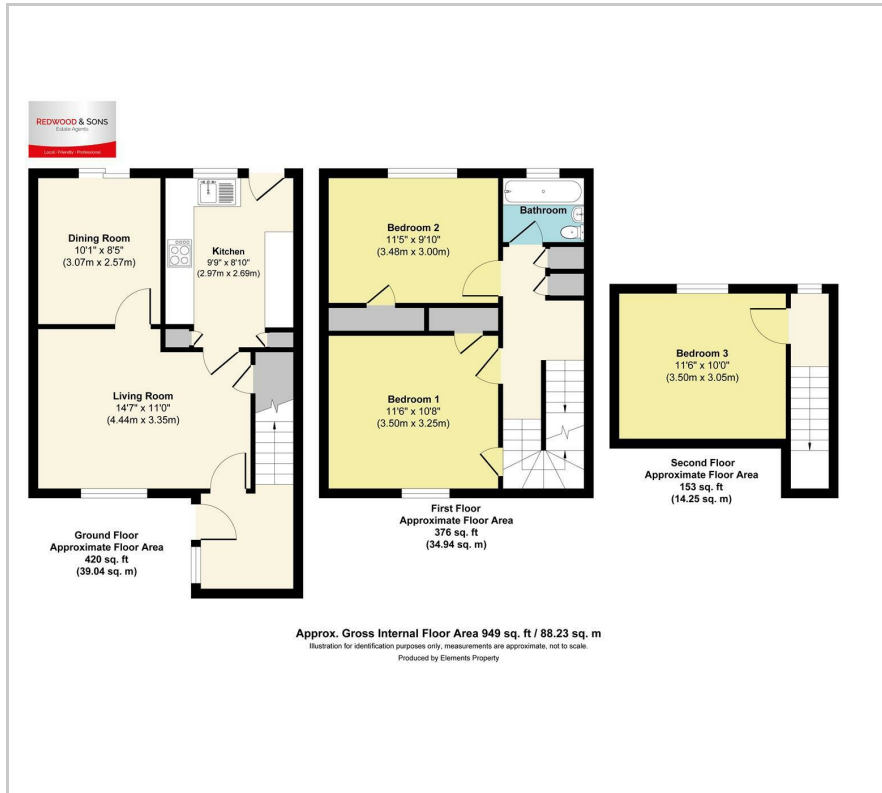 REDWOOD & SONS
Estate Agents
Local - Friendly - Professional
Dining Room
10'1" x 8'5"
(3.07m x 2.57m)
Kitchen
9'9" x 8'10"
(2.97m x 2.69m)
Living Room
14'7" x 11'0"
(4.44m x 3.35m)
Ground Floor
Approximate Floor Area
420 sq. ft
(39.04 sq. m)
Bedroom 2
11'5" x 9'10"
(3.48m x 3.00m)
Bathroom
Bedroom 1
11'6" x 10'8"
(3.50m x 3.25m)
First Floor
Approximate Floor Area
376 sq. ft
(34.94 sq. m)
Bedroom 3
11'6" x 10'0"
(3.50m x 3.05m)
Second Floor
Approximate Floor Area
153 sq. ft
(14.25 sq. m)
Approx. Gross Internal Floor Area 949 sq. ft / 88.23 sq. m
Illustration for identification purposes only, measurements are approximate, not to scale.
Produced by Elements Property